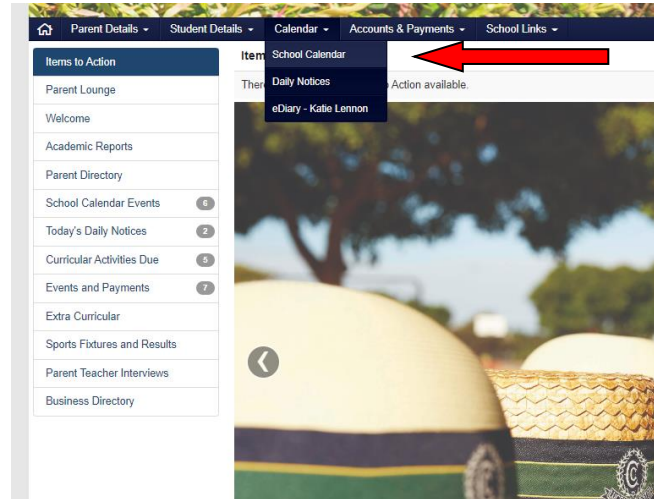 Parent Details Student Details Calendar Accounts & Payments School Links
Items to Action
Parent Lounge
Welcome
Academic Reports
Parent Directory
School Calendar Events 6
Today's Daily Notices 2
Curricular Activities Due 5
Events and Payments 7
Extra Curricular
Sports Fixtures and Results
Parent Teacher Interviews
Business Directory
School Calendar
Daily Notices
eDiary - Katie Lennon
Item
Action available.